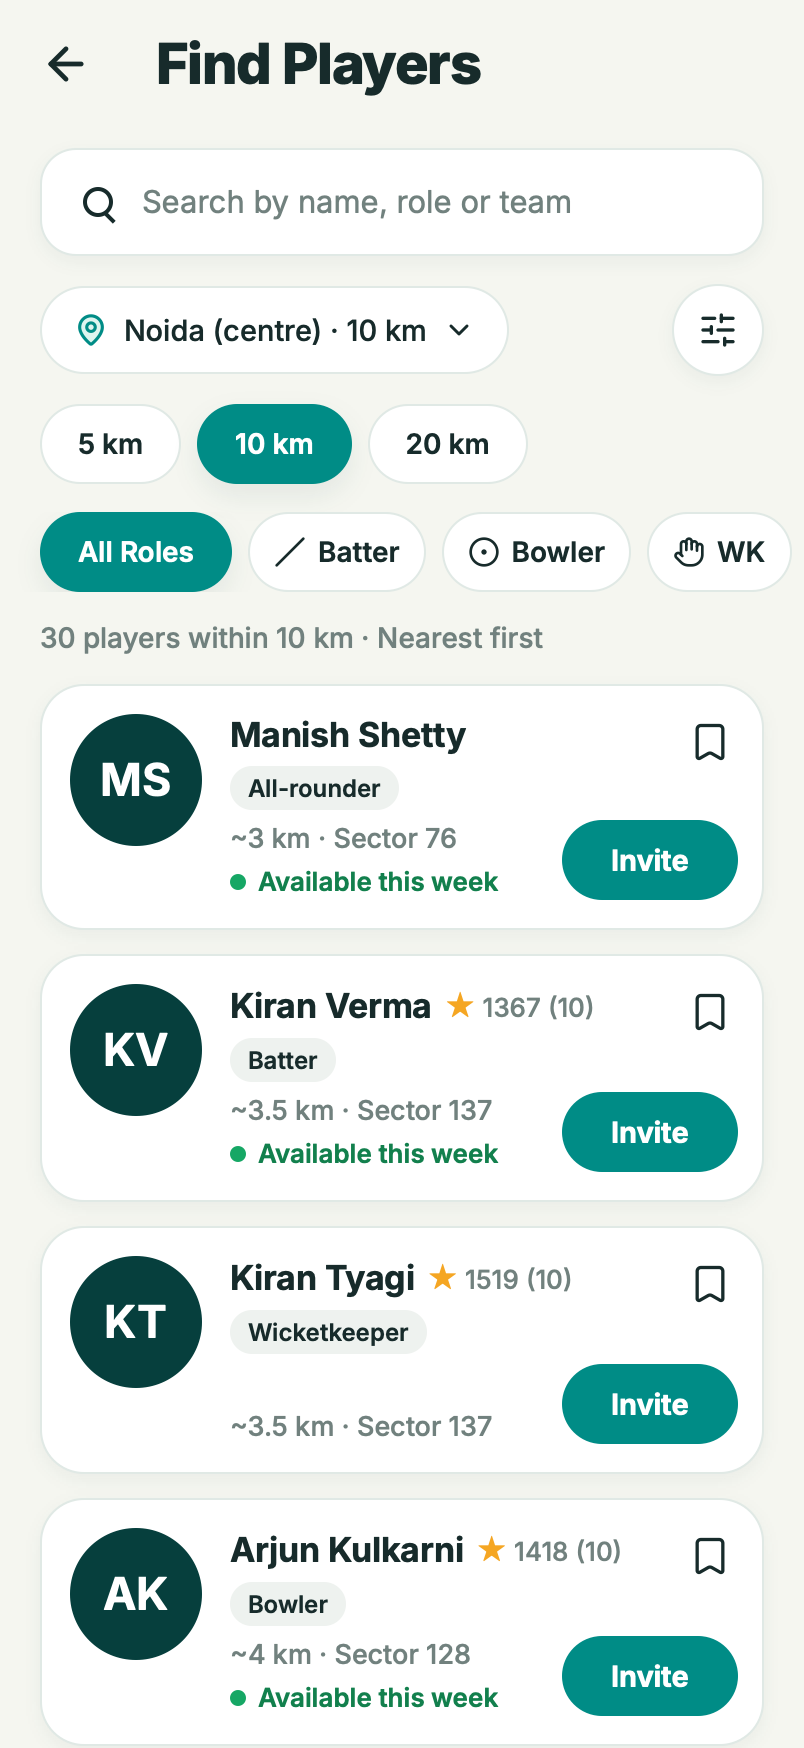 Find Players
Search by name, role or team
Noida (centre) · 10 km
5 km
10 km
20 km
All Roles
Batter
Bowler
WK
30 players within 10 km · Nearest first
MS
Manish Shetty
All-rounder
~3 km · Sector 76
Available this week
Invite
KV
Kiran Verma ★ 1367 (10)
Batter
~3.5 km · Sector 137
Available this week
Invite
KT
Kiran Tyagi ★ 1519 (10)
Wicketkeeper
~3.5 km · Sector 137
Invite
AK
Arjun Kulkarni ★ 1418 (10)
Bowler
~4 km · Sector 128
Available this week
Invite